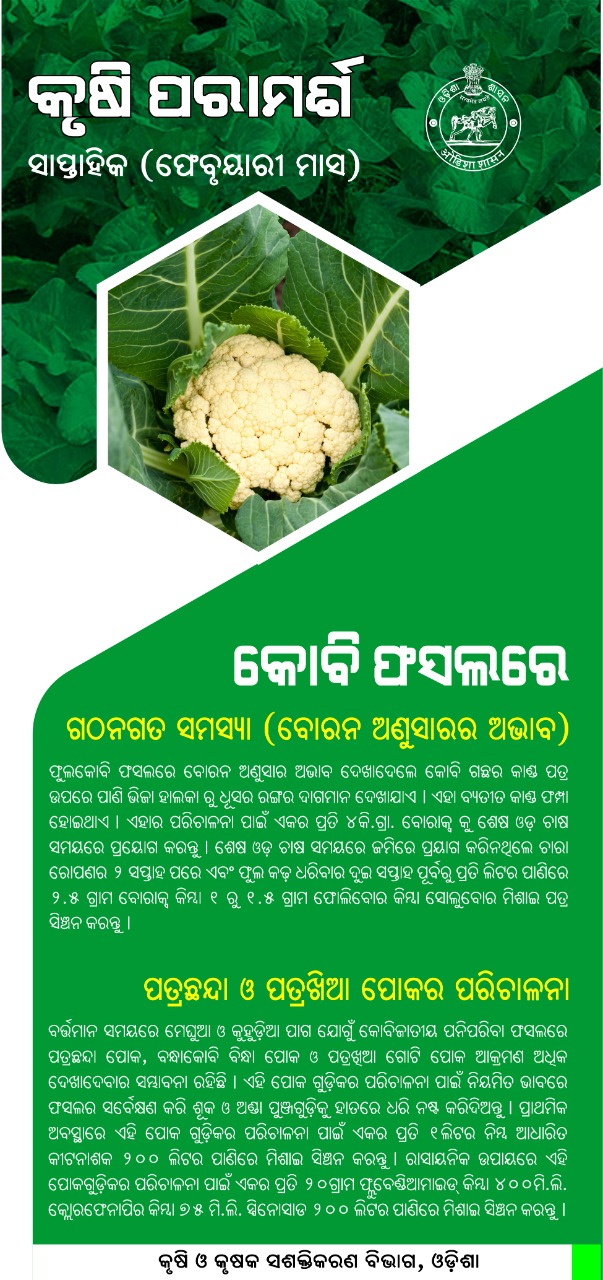 କୃଷି ପରାମର୍ଶ
ସାପ୍ତାହିକ (ଫେବୃୟାରୀ ମାସ)
ଓଡ଼ିଶା ଶାସନ
ओड़िशा शासन
କୋବି ଫସଲରେ
ଗଠନଗତ ସମସ୍ୟା (ବୋରନ ଅଣୁସାରର ଅଭାବ)
ଫୁଲକୋବି ଫସଲରେ ବୋରନ ଅଣୁସାର ଅଭାବ ଦେଖାଦେଲେ କୋବି ଗଛର କାଣ୍ଡ ପତ୍ର
ଉପରେ ପାଣି ଭିଜା ହାଲକା ରୁ ଧୂସର ରଙ୍ଗର ଦାଗମାନ ଦେଖାଯାଏ । ଏହା ବ୍ୟତୀତ କାଣ୍ଡ ଫମ୍ପା
ହୋଇଥାଏ । ଏହାର ପରିଚାଳନା ପାଇଁ ଏକର ପ୍ରତି ୪କି.ଗ୍ରା. ବୋରାକ୍ସ କୁ ଶେଷ ଓଡ଼ ଚାଷ
ସମୟରେ ପ୍ରୟୋଗ କରନ୍ତୁ । ଶେଷ ଓଡ଼ ଚାଷ ସମୟରେ ଜମିରେ ପ୍ରୟାଗ କରିନଥିଲେ ଚାରା
ରୋପଣର ୨ ସପ୍ତାହ ପରେ ଏବଂ ଫୁଲ କଢ଼ ଧରିବାର ଦୁଇ ସପ୍ତାହ ପୂର୍ବରୁ ପ୍ରତି ଲିଟର ପାଣିରେ
୨.୫ ଗ୍ରାମ ବୋରାକ୍ସ କିମ୍ବା ୧ ରୁ ୧.୫ ଗ୍ରାମ ଫୋଲିବୋର କିମ୍ବା ସୋଲୁବୋର ମିଶାଇ ପତ୍ର
ସିଞ୍ଚନ କରନ୍ତୁ ।
ପତ୍ରଛନ୍ଦା ଓ ପତ୍ରଖିଆ ପୋକର ପରିଚାଳନା
ବର୍ତ୍ତମାନ ସମୟରେ ମେଘୁଆ ଓ କୁହୁଡ଼ିଆ ପାଗ ଯୋଗୁଁ କୋବିଜାତୀୟ ପନିପରିବା ଫସଲରେ
ପତ୍ରଛନ୍ଦା ପୋକ, ବନ୍ଧାକୋବି ବିନ୍ଧା ପୋକ ଓ ପତ୍ରଖିଆ ଗୋଟି ପୋକ ଆକ୍ରମଣ ଅଧିକ
ଦେଖାଦେବାର ସମ୍ଭାବନା ରହିଛି । ଏହି ପୋକ ଗୁଡ଼ିକର ପରିଚାଳନା ପାଇଁ ନିୟମିତ ଭାବରେ
ଫସଲର ସର୍ବେକ୍ଷଣ କରି ଶୂକ ଓ ଅଣ୍ଡା ପୁଞ୍ଜଗୁଡ଼ିକୁ ହାତରେ ଧରି ନଷ୍ଟ କରିଦିଅନ୍ତୁ । ପ୍ରାଥମିକ
ଅବସ୍ଥାରେ ଏହି ପୋକ ଗୁଡ଼ିକର ପରିଚାଳନା ପାଇଁ ଏକର ପ୍ରତି ୧ଲିଟର ନିମ୍ବ ଆଧାରିତ
କୀଟନାଶକ ୨୦୦ ଲିଟର ପାଣିରେ ମିଶାଇ ସିଞ୍ଚନ କରନ୍ତୁ । ରାସାୟନିକ ଉପାୟରେ ଏହି
ପୋକଗୁଡ଼ିକର ପରିଚାଳନା ପାଇଁ ଏକର ପ୍ରତି ୨୦ଗ୍ରାମ ଫ୍ଲୁବେଣ୍ଡିଆମାଇଡ୍ କିମ୍ବା ୪୦୦ମି.ଲି.
କ୍ଲୋରଫେନାପିର କିମ୍ବା ୭୫ ମି.ଲି. ସ୍ପିନୋସାଡ ୨୦୦ ଲିଟର ପାଣିରେ ମିଶାଇ ସିଞ୍ଚନ କରନ୍ତୁ ।
କୃଷି ଓ କୃଷକ ସଶକ୍ତିକରଣ ବିଭାଗ, ଓଡ଼ିଶା